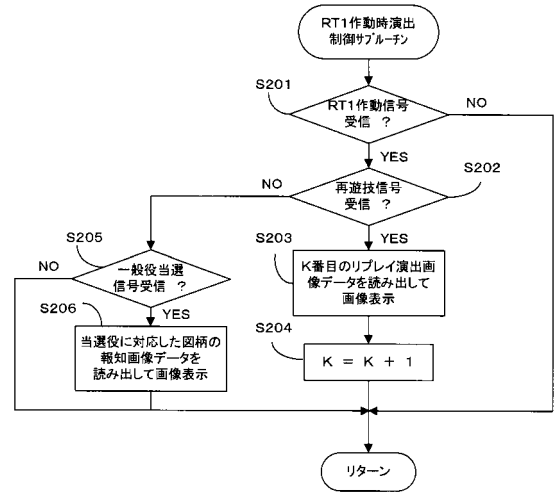 RT1作動時演出
制御サブルーチン
S201
RT1作動信号
受信 ?
NO
YES
S202
再遊技信号
受信 ?
NO
YES
S205
一般役当選
信号受信 ?
NO
YES
S203
K番目のリプレイ演出画
像データを読み出して
画像表示
S206
当選役に対応した図柄の
報知画像データを
読み出して画像表示
S204
K = K + 1
リターン